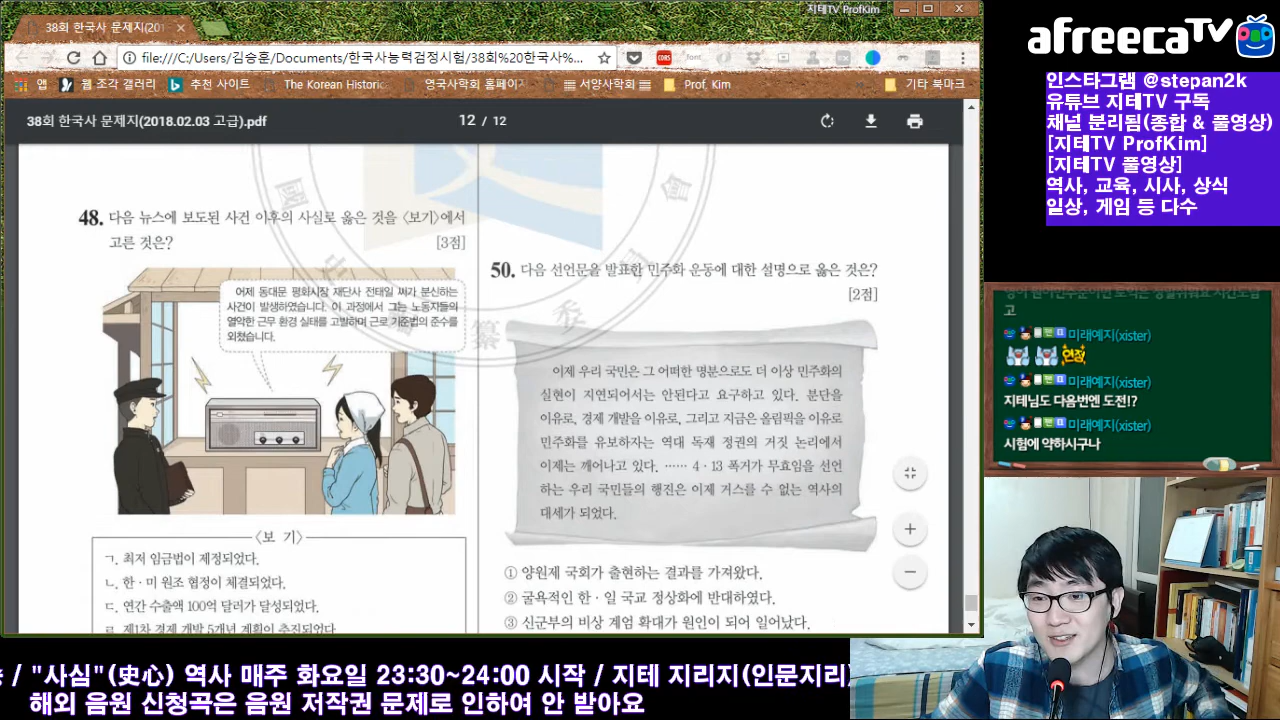 지테TV ProfKim
38회 한국사 문제지(201
file:///C:/Users/김승훈/Documents/한국사능력검정시험/38회%20한국사%...
앱 웹 조각 갤러리 추천 사이트 The Korean Historic 영국사학회 홈페이지 서양사학회 Prof. Kim 기타 북마크
38회 한국사 문제지(2018.02.03 고급).pdf 12 / 12
48. 다음 뉴스에 보도된 사건 이후의 사실로 옳은 것을 <보기>에서
고른 것은? [3점]
어제 동대문 평화시장 재단사 전태일 씨가 분신하는
사건이 발생하였습니다. 이 과정에서 그는 노동자들의
열악한 근무 환경 실태를 고발하며 근로 기준법의 준수를
외쳤습니다.
<보 기>
ㄱ. 최저 임금법이 제정되었다.
ㄴ. 한·미 원조 협정이 체결되었다.
ㄷ. 연간 수출액 100억 달러가 달성되었다.
ㄹ. 제1차 경제 개발 5개년 계획이 추진되었다.
50. 다음 선언문을 발표한 민주화 운동에 대한 설명으로 옳은 것은?
[2점]
이제 우리 국민은 그 어떠한 명분으로도 더 이상 민주화의
실현이 지연되어서는 안된다고 요구하고 있다. 분단을
이유로, 경제 개발을 이유로, 그리고 지금은 올림픽을 이유로
민주화를 유보하자는 역대 독재 정권의 거짓 논리에서
이제는 깨어나고 있다. …… 4·13 폭거가 무효임을 선언
하는 우리 국민들의 행진은 이제 거스를 수 없는 역사의
대세가 되었다.
① 양원제 국회가 출현하는 결과를 가져왔다.
② 굴욕적인 한·일 국교 정상화에 반대하였다.
③ 신군부의 비상 계엄 확대가 원인이 되어 일어났다.
afreecaTV
인스타그램 @stepan2k
유튜브 지테TV 구독
채널 분리됨(종합 & 풀영상)
[지테TV ProfKim]
[지테TV 풀영상]
역사, 교육, 시사, 상식
일상, 게임 등 다수
고
미래예지(xister)
미래예지(xister)
지테님도 다음번엔 도전!?
미래예지(xister)
시험에 약하시구나
/ "사심"(史心) 역사 매주 화요일 23:30~24:00 시작 / 지테 지리지(인문지리)
해외 음원 신청곡은 음원 저작권 문제로 인하여 안 받아요